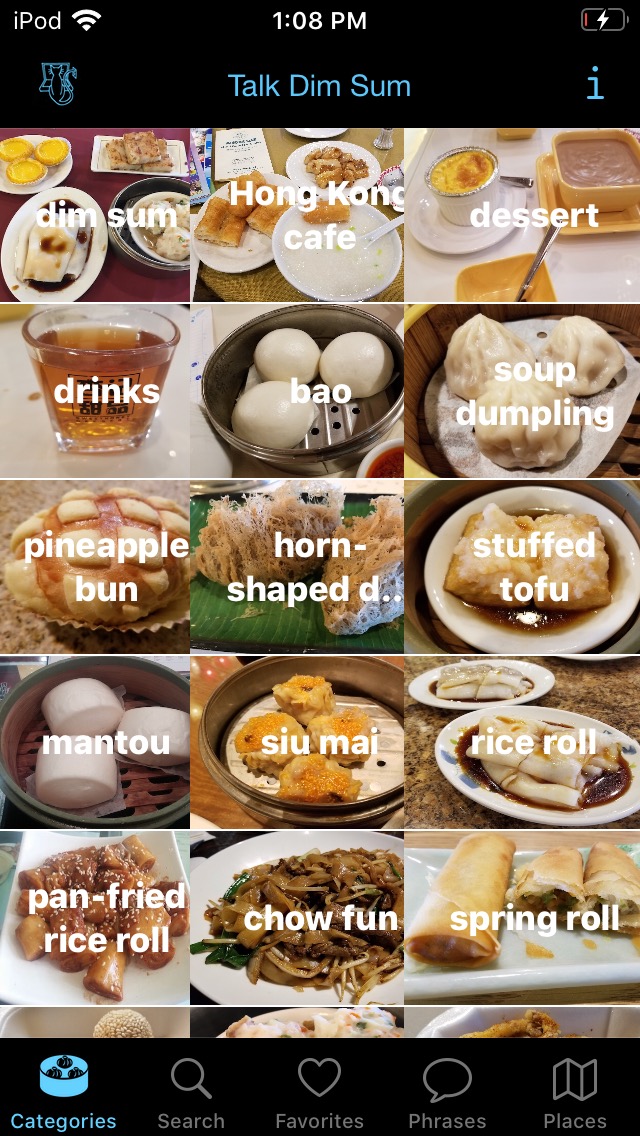 iPod
1:08 PM
Talk Dim Sum
i
dim sum
Hong Kong
cafe
dessert
drinks
bao
soup
dumpling
pineapple
bun
horn-
shaped d...
stuffed
tofu
mantou
siu mai
rice roll
pan-fried
rice roll
chow fun
spring roll
Categories
Search
Favorites
Phrases
Places